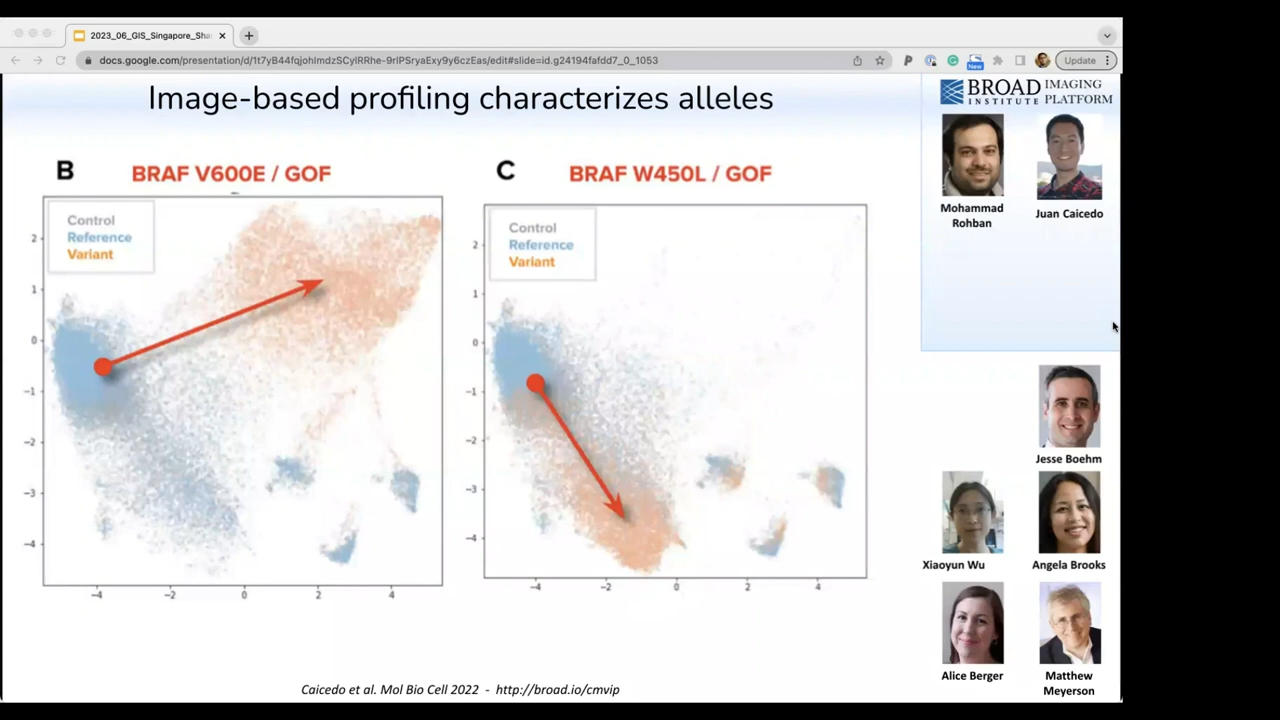 2023_06_GIS_Singapore_Sha
docs.google.com/presentation/d/1t7yB44fqjohImdzSCyIRRhe-9rlPSryaExy9y6czEas/edit#slide=id.g24194fafdd7_0_1053
New
Update
Image-based profiling characterizes alleles
BROAD
INSTITUTE
IMAGING
PLATFORM
Mohammad
Rohban
Juan Caicedo
B
BRAF V600E / GOF
Control
Reference
Variant
2
1
0
−1
−2
−3
−4
−4
−2
0
2
4
C
BRAF W450L / GOF
Control
Reference
Variant
2
1
0
−1
−2
−3
−4
−4
−2
0
2
4
Jesse Boehm
Xiaoyun Wu
Angela Brooks
Alice Berger
Matthew
Meyerson
Caicedo et al. Mol Bio Cell 2022 - http://broad.io/cmvip